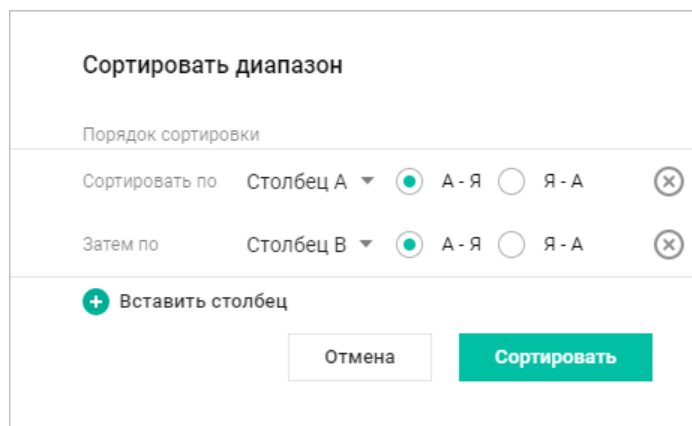 Сортировать диапазон
Порядок сортировки
Сортировать по Столбец A А - Я Я - А
Затем по Столбец B А - Я Я - А
Вставить столбец
Отмена Сортировать